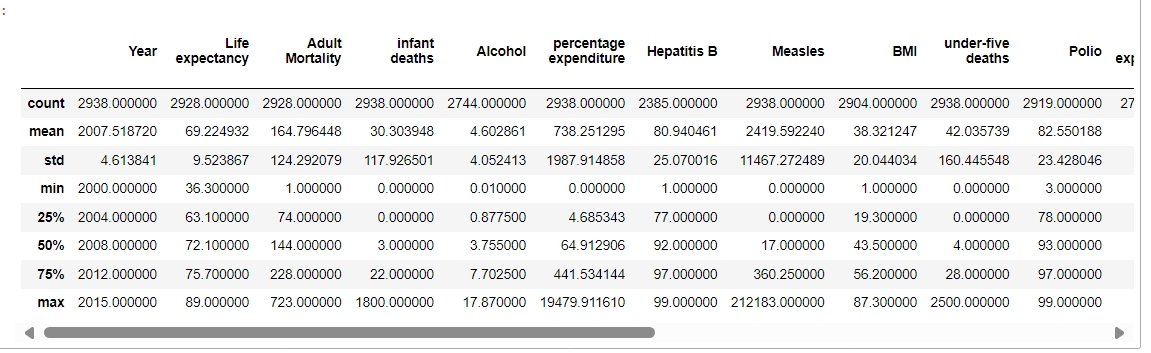 :
Year Life expectancy Adult Mortality infant deaths Alcohol percentage expenditure Hepatitis B Measles BMI under-five deaths Polio exp
count 2938.000000 2928.000000 2928.000000 2938.000000 2744.000000 2938.000000 2385.000000 2938.000000 2904.000000 2938.000000 2919.000000 27
mean 2007.518720 69.224932 164.796448 30.303948 4.602861 738.251295 80.940461 2419.592240 38.321247 42.035739 82.550188
std 4.613841 9.523867 124.292079 117.926501 4.052413 1987.914858 25.070016 11467.272489 20.044034 160.445548 23.428046
min 2000.000000 36.300000 1.000000 0.000000 0.010000 0.000000 1.000000 0.000000 1.000000 0.000000 3.000000
25% 2004.000000 63.100000 74.000000 0.000000 0.877500 4.685343 77.000000 0.000000 19.300000 0.000000 78.000000
50% 2008.000000 72.100000 144.000000 3.000000 3.755000 64.912906 92.000000 17.000000 43.500000 4.000000 93.000000
75% 2012.000000 75.700000 228.000000 22.000000 7.702500 441.534144 97.000000 360.250000 56.200000 28.000000 97.000000
max 2015.000000 89.000000 723.000000 1800.000000 17.870000 19479.911610 99.000000 212183.000000 87.300000 2500.000000 99.000000